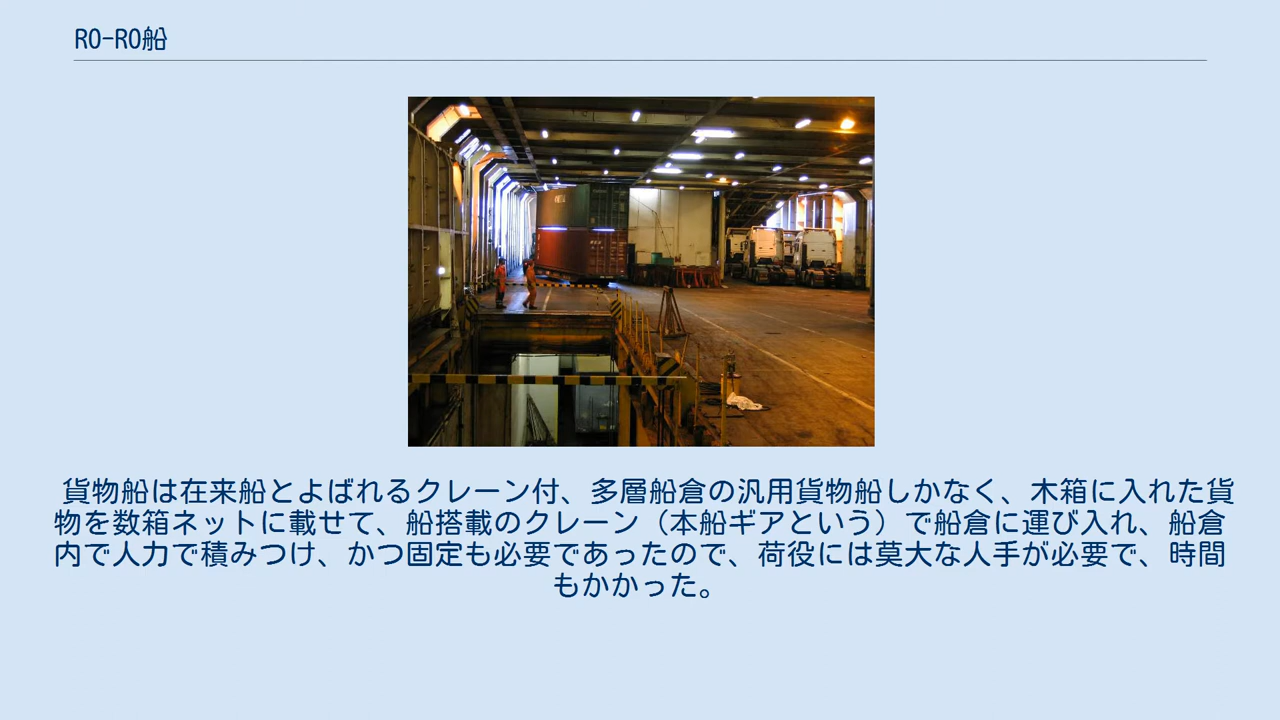 RO-RO船
貨物船は在来船とよばれるクレーン付、多層船倉の汎用貨物船しかなく、木箱に入れた貨
物を数箱ネットに載せて、船搭載のクレーン（本船ギアという）で船倉に運び入れ、船倉
内で人力で積みつけ、かつ固定も必要であったので、荷役には莫大な人手が必要で、時間
もかかった。